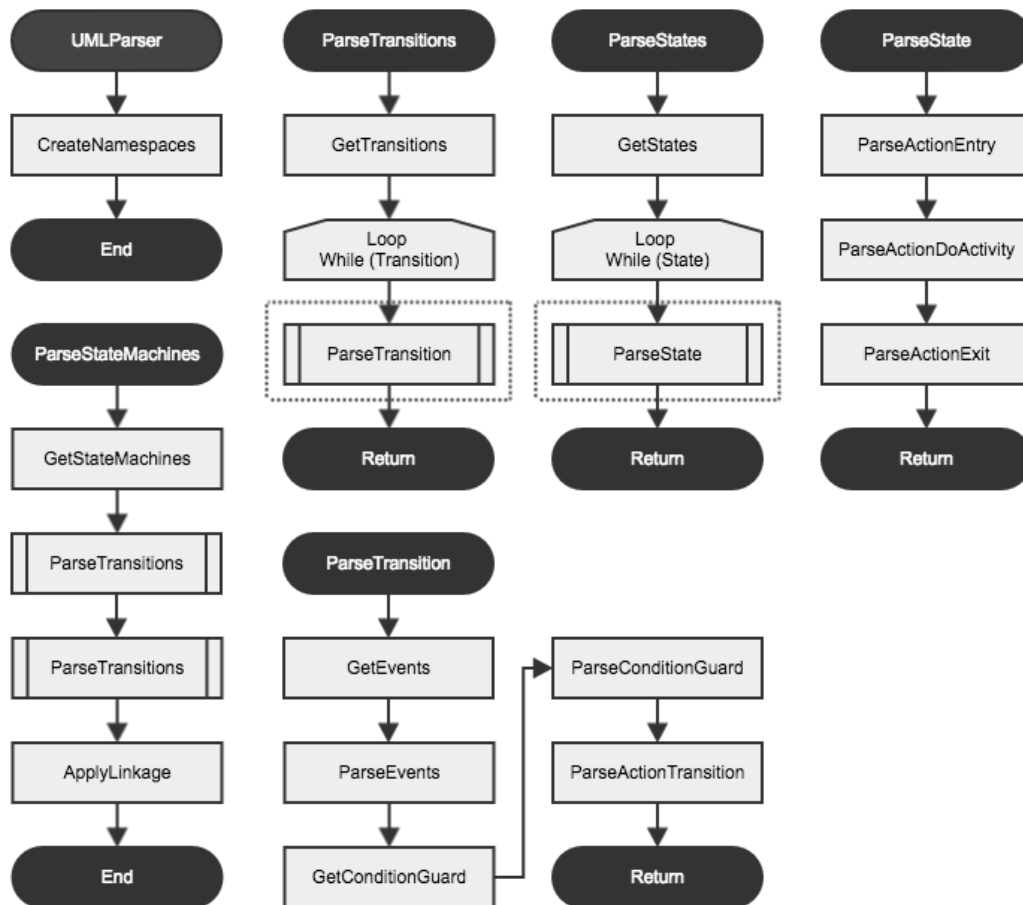 UMLParser
CreateNamespaces
End
ParseStateMachines
GetStateMachines
ParseTransitions
ParseTransitions
ApplyLinkage
End
ParseTransitions
GetTransitions
Loop
While (Transition)
ParseTransition
Return
ParseStates
GetStates
Loop
While (State)
ParseState
Return
ParseState
ParseActionEntry
ParseActionDoActivity
ParseActionExit
Return
ParseTransition
GetEvents
ParseEvents
GetConditionGuard
ParseConditionGuard
ParseActionTransition
Return